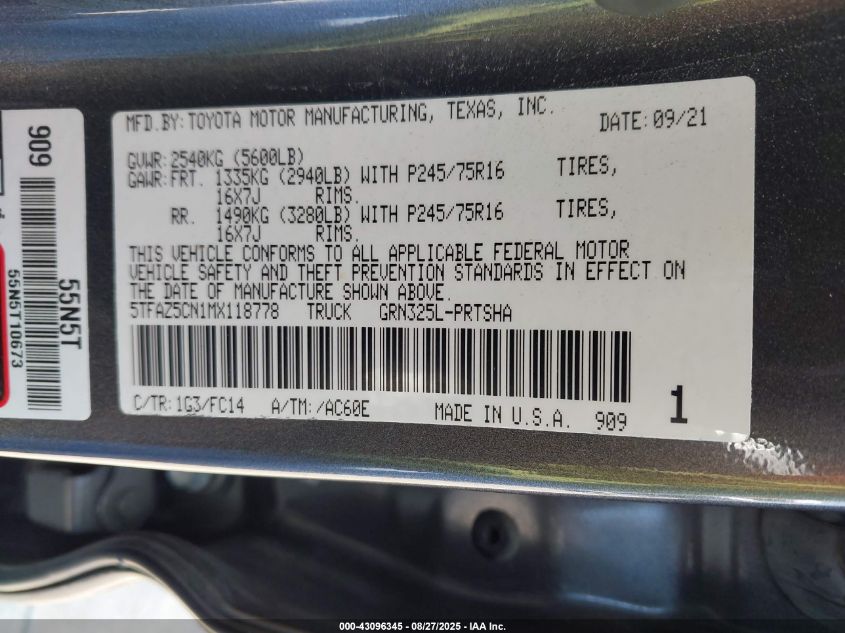 MFD.BY:TOYOTA MOTOR MANUFACTURING, TEXAS, INC. DATE:09/21
GVWR:2540KG (5600LB)
GAWR:FRT. 1335KG (2940LB) WITH P245/75R16 TIRES,
16X7J RIMS.
RR. 1490KG (3280LB) WITH P245/75R16 TIRES,
16X7J RIMS.
THIS VEHICLE CONFORMS TO ALL APPLICABLE FEDERAL MOTOR
VEHICLE SAFETY AND THEFT PREVENTION STANDARDS IN EFFECT ON
THE DATE OF MANUFACTURE SHOWN ABOVE.
5TFAZ5CN1MX118778 TRUCK GRN325L-PRTSHA
C/TR:1G3/FC14 A/TM:/AC60E MADE IN U.S.A. 909 1
909
55N5T
55N5T10673
000-43096345 - 08/27/2025 - IAA Inc.